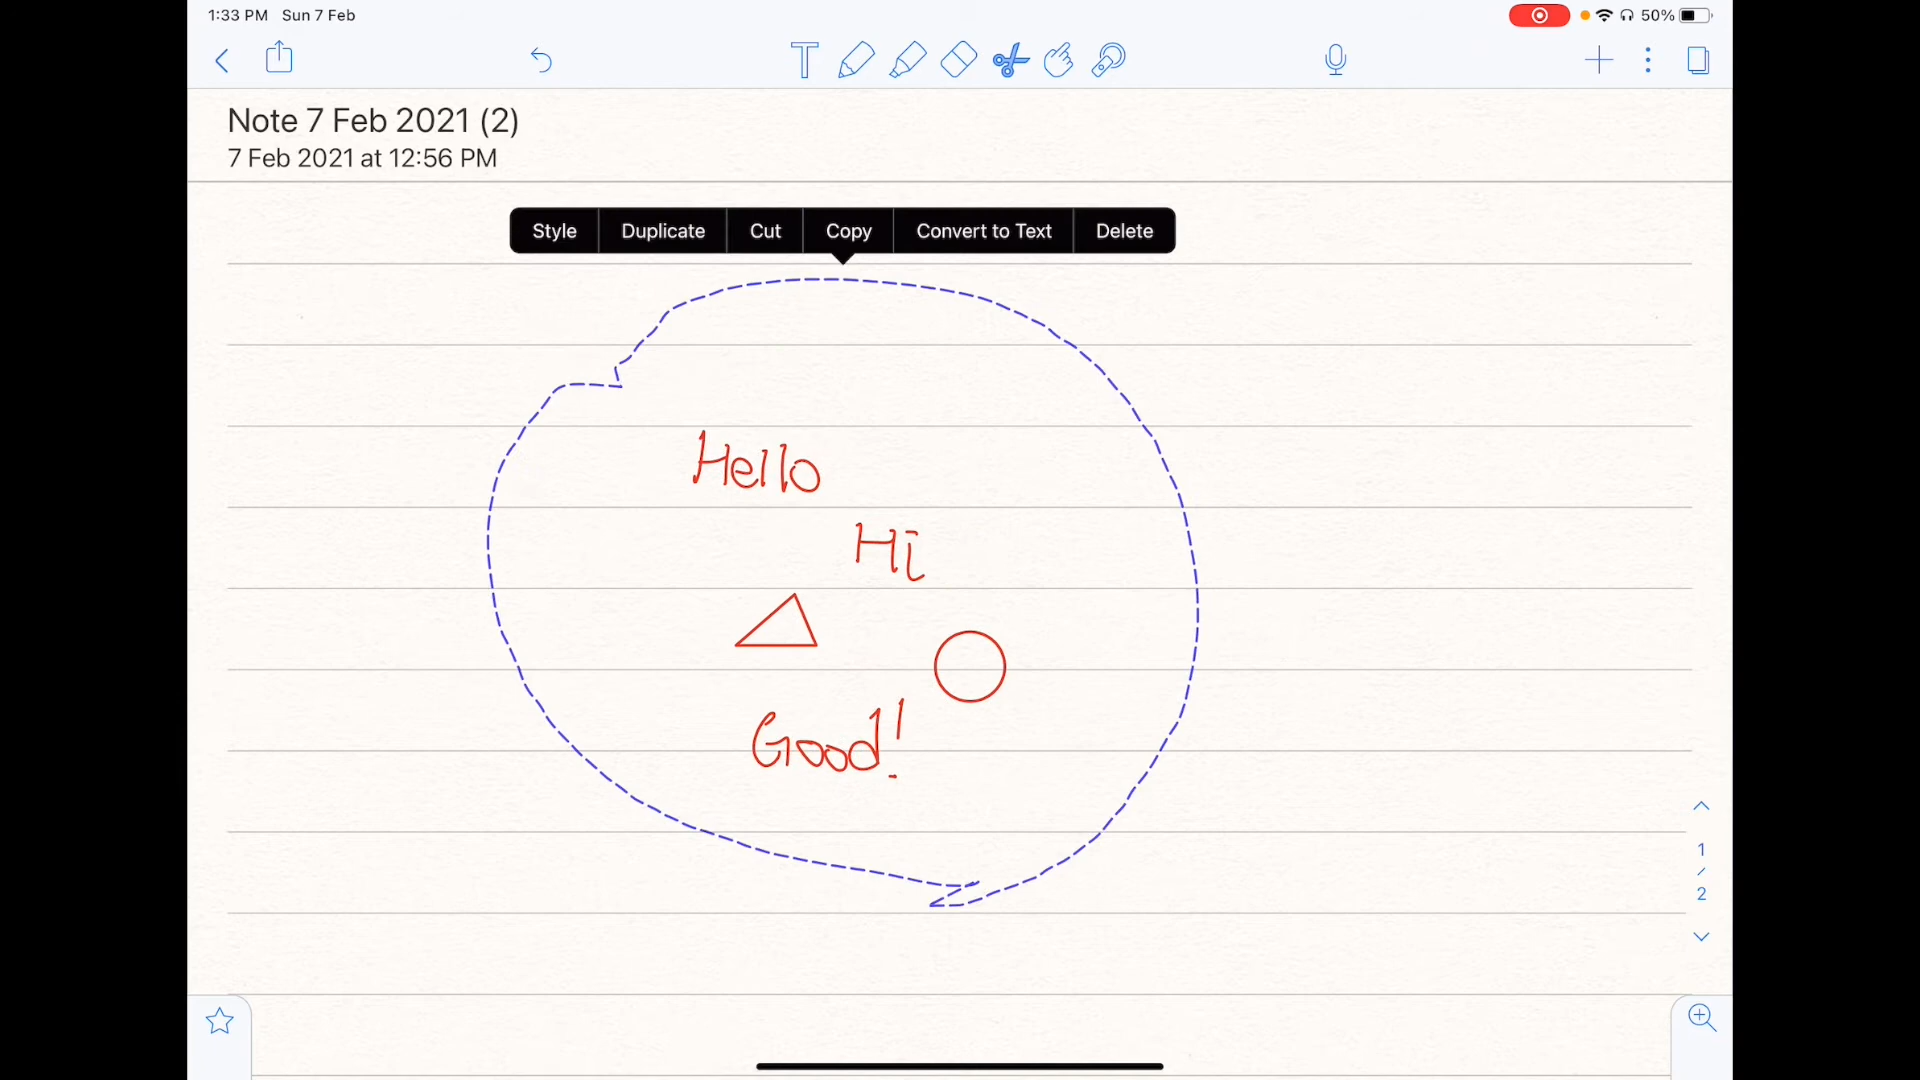 1:33 PM Sun 7 Feb 50%
T
Note 7 Feb 2021 (2)
7 Feb 2021 at 12:56 PM
Style Duplicate Cut Copy Convert to Text Delete
Hello
Hi
Good!
1
/
2